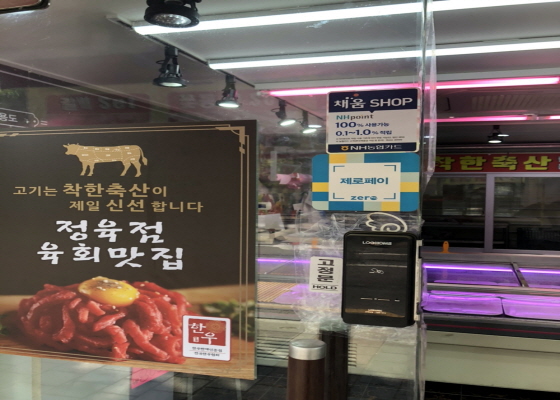 고기는 착한축산이
제일 신선 합니다
정육점
육회맛집
한우
채움 SHOP
NHpoint
100% 사용가능
0.1~1.0% 적립
NH농협카드
제로페이
zero
고정문
HOLD
착한축산